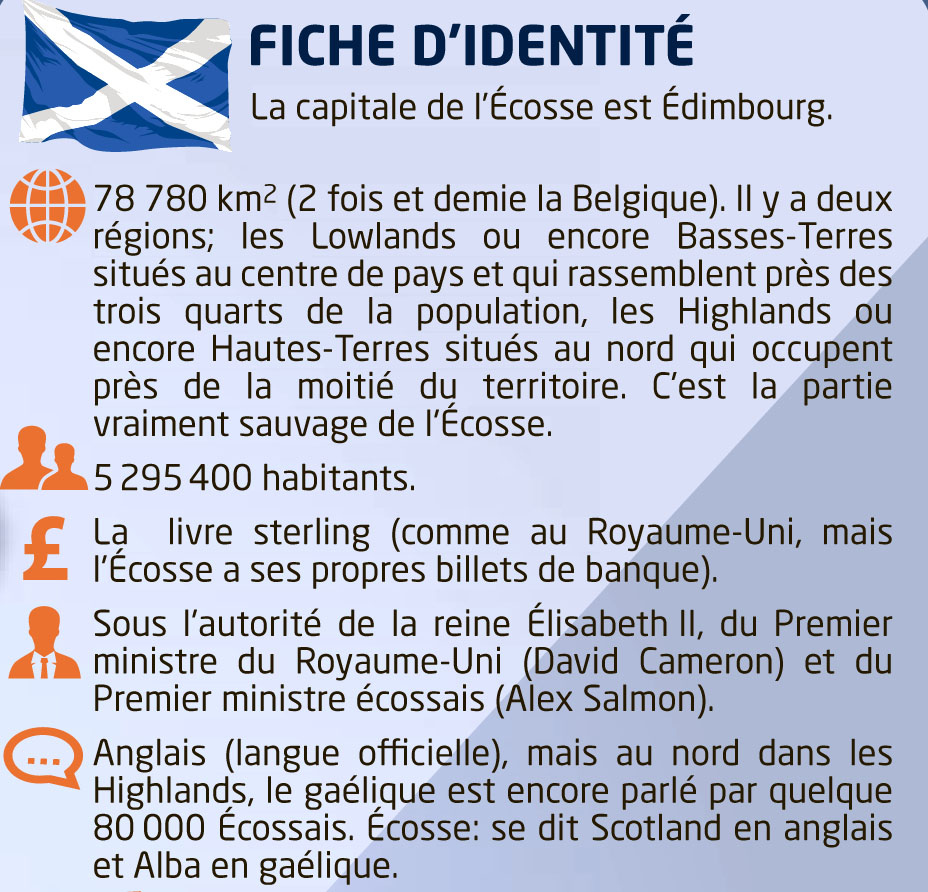 FICHE D'IDENTITÉ
La capitale de l'Écosse est Édimbourg.
78 780 km² (2 fois et demie la Belgique). Il y a deux
régions; les Lowlands ou encore Basses-Terres
situés au centre de pays et qui rassemblent près des
trois quarts de la population, les Highlands ou
encore Hautes-Terres situés au nord qui occupent
près de la moitié du territoire. C'est la partie
vraiment sauvage de l'Écosse.
5 295 400 habitants.
£
La livre sterling (comme au Royaume-Uni, mais
l'Écosse a ses propres billets de banque).
Sous l'autorité de la reine Élisabeth II, du Premier
ministre du Royaume-Uni (David Cameron) et du
Premier ministre écossais (Alex Salmon).
Anglais (langue officielle), mais au nord dans les
Highlands, le gaélique est encore parlé par quelque
80 000 Écossais. Écosse: se dit Scotland en anglais
et Alba en gaélique.